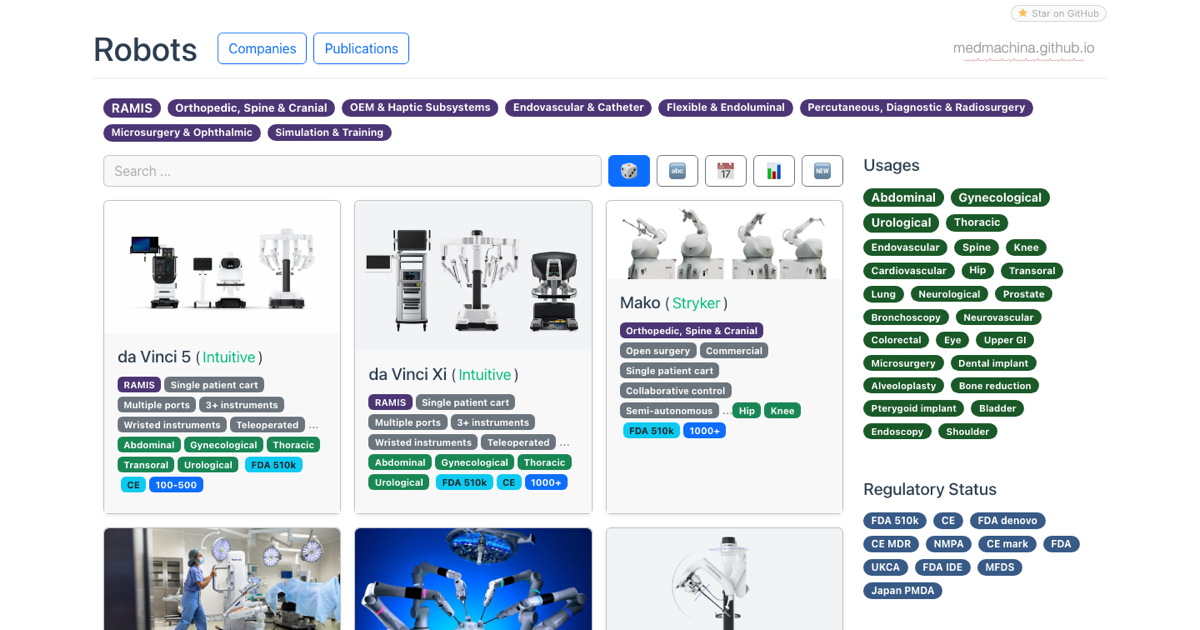 Star on GitHub
Robots
Companies
Publications
medmachina.github.io
RAMIS Orthopedic, Spine & Cranial OEM & Haptic Subsystems Endovascular & Catheter Flexible & Endoluminal Percutaneous, Diagnostic & Radiosurgery
Microsurgery & Ophthalmic Simulation & Training
Search ...
abc
17
NEW
da Vinci 5 (Intuitive)
RAMIS Single patient cart
Multiple ports 3+ instruments
Wristed instruments Teleoperated ...
Abdominal Gynecological Thoracic
Transoral Urological FDA 510k
CE 100-500
da Vinci Xi (Intuitive)
RAMIS Single patient cart
Multiple ports 3+ instruments
Wristed instruments Teleoperated ...
Abdominal Gynecological Thoracic
Urological FDA 510k CE 1000+
Mako (Stryker)
Orthopedic, Spine & Cranial
Open surgery Commercial
Single patient cart
Collaborative control
Semi-autonomous ... Hip Knee
FDA 510k 1000+
Usages
Abdominal Gynecological
Urological Thoracic
Endovascular Spine Knee
Cardiovascular Hip Transoral
Lung Neurological Prostate
Bronchoscopy Neurovascular
Colorectal Eye Upper GI
Microsurgery Dental implant
Alveoloplasty Bone reduction
Pterygoid implant Bladder
Endoscopy Shoulder
Regulatory Status
FDA 510k CE FDA denovo
CE MDR NMPA CE mark FDA
UKCA FDA IDE MFDS
Japan PMDA